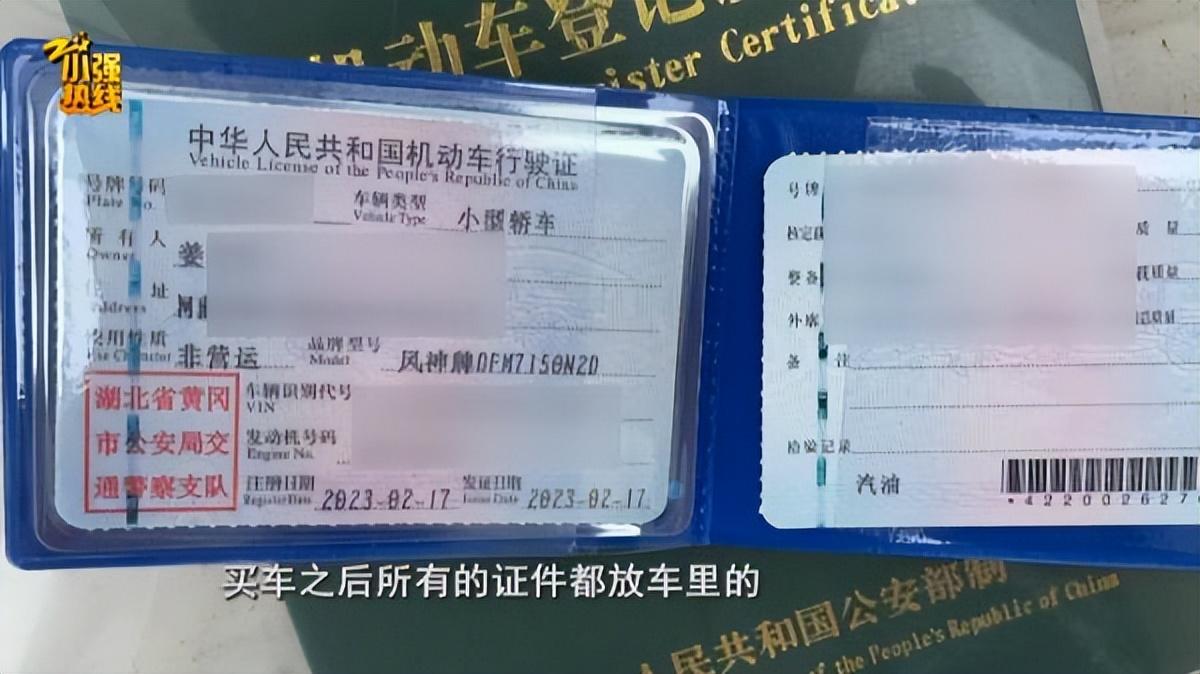 小强
热线
机动车登记
ister Certifica
中华人民共和国机动车行驶证
Vehicle License of the People's Republic of China
号牌号码
Plate No.
车辆类型
Vehicle Type
小型轿车
所有人
Owner
姜
住 址
Address
使用性质
Use Character
非营运
品牌型号
Model
风神牌DFM7150N2D
湖北省黄冈
市公安局交
通警察支队
车辆识别代号
VIN
发动机号码
Engine No.
注册日期
Register Date
2023-02-17
发证日期
Issue Date
2023-02-17
号牌
质 量
整备
外廓
备 注
检验记录
汽油
*422002627
买车之后所有的证件都放车里的
人民共和国公安部制
of the People's Republic of China